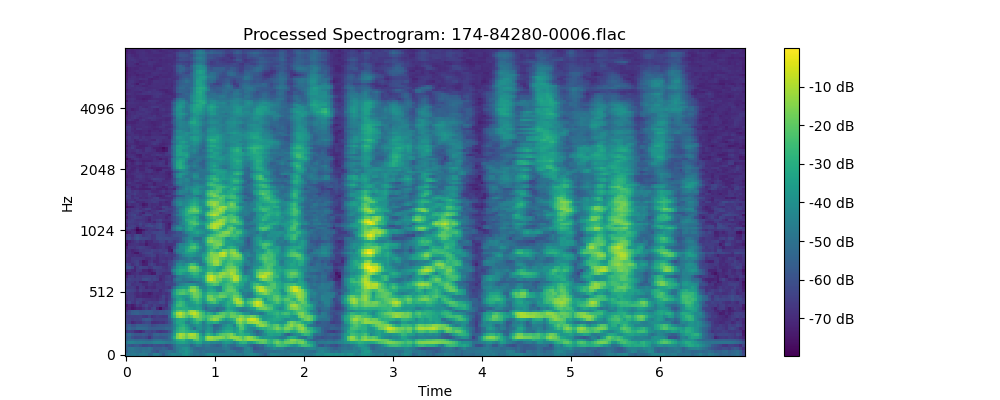 Processed Spectrogram: 174-84280-0006.flac
Hz
4096
2048
1024
512
0
0 1 2 3 4 5 6
Time
-10 dB
-20 dB
-30 dB
-40 dB
-50 dB
-60 dB
-70 dB